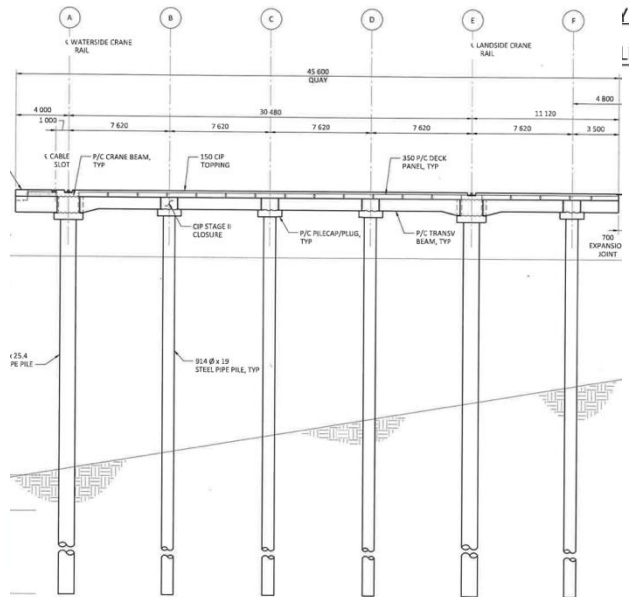 A
B
C
D
E
F
℄ WATERSIDE CRANE
RAIL
℄ LANDSIDE CRANE
RAIL
45 600
QUAY
4 000
30 480
11 120
4 800
1 000
7 620
7 620
7 620
7 620
7 620
3 500
℄ CABLE
SLOT
P/C CRANE BEAM,
TYP
150 CIP
TOPPING
350 P/C DECK
PANEL, TYP
CIP STAGE II
CLOSURE
P/C PILECAP/PLUG,
TYP
P/C TRANSV
BEAM, TYP
700
EXPANSIO
JOINT
x 25.4
PE PILE
914 Ø x 19
STEEL PIPE PILE, TYP